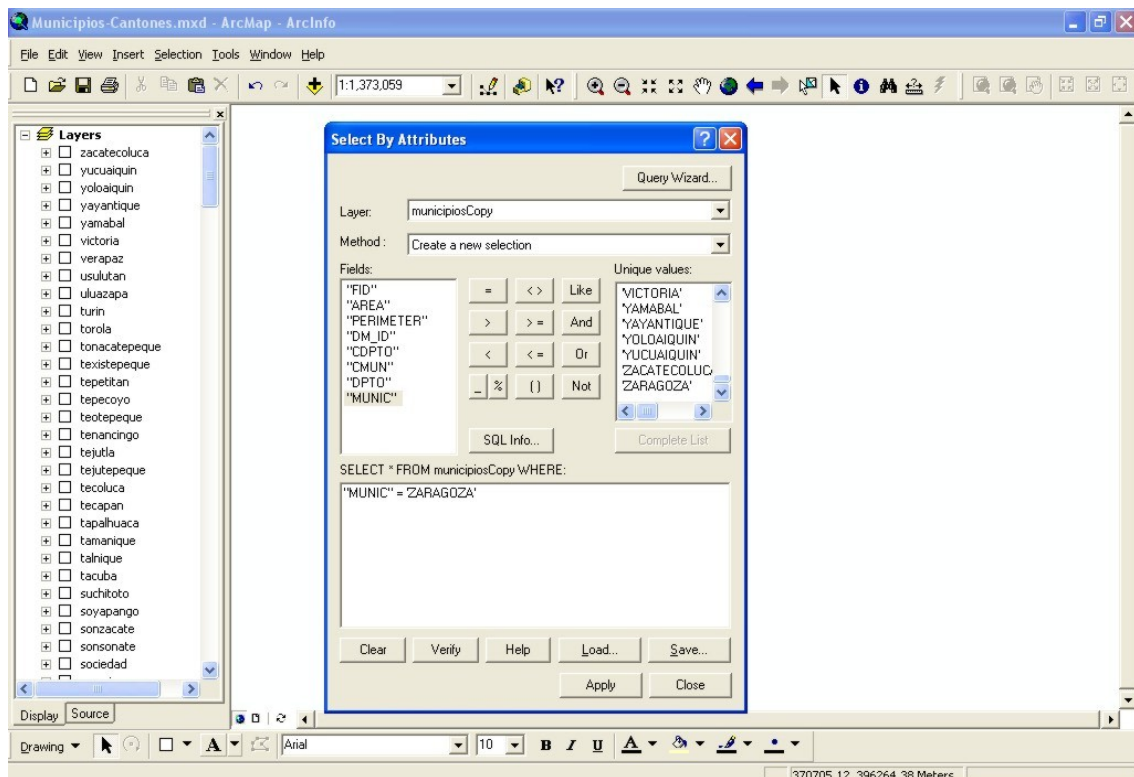 Municipios-Cantones.mxd - ArcMap - ArcInfo
File Edit View Insert Selection Tools Window Help
1:1,373,059
Layers
zacatecoluca
yucuaiquin
yoloaiquin
yayantique
yamabal
victoria
verapaz
usulutan
uluazapa
turin
torola
tonacatepeque
texistepeque
tepetitan
tepecoyo
teotepeque
tenancingo
tejutla
tejutepeque
tecoluca
tecapan
tapalhuaca
tamanique
talnique
tacuba
suchitoto
soyapango
sonzacate
sonsonate
sociedad
Display Source
Select By Attributes
Query Wizard...
Layer: municipiosCopy
Method : Create a new selection
Fields:
"FID"
"AREA"
"PERIMETER"
"DM_ID"
"CDPTO"
"CMUN"
"DPTO"
"MUNIC"
= < > Like
> > = And
< < = Or
_ % ( ) Not
SQL Info...
Unique values:
'VICTORIA'
'YAMABAL'
'YAYANTIQUE'
'YOLOAIQUIN'
'YUCUAIQUIN'
'ZACATECOLUCA
'ZARAGOZA'
Complete List
SELECT * FROM municipiosCopy WHERE:
"MUNIC" = 'ZARAGOZA'
Clear Verify Help Load... Save...
Apply Close
Drawing A Arial 10 B I U A
370705.12 396264.38 Meters